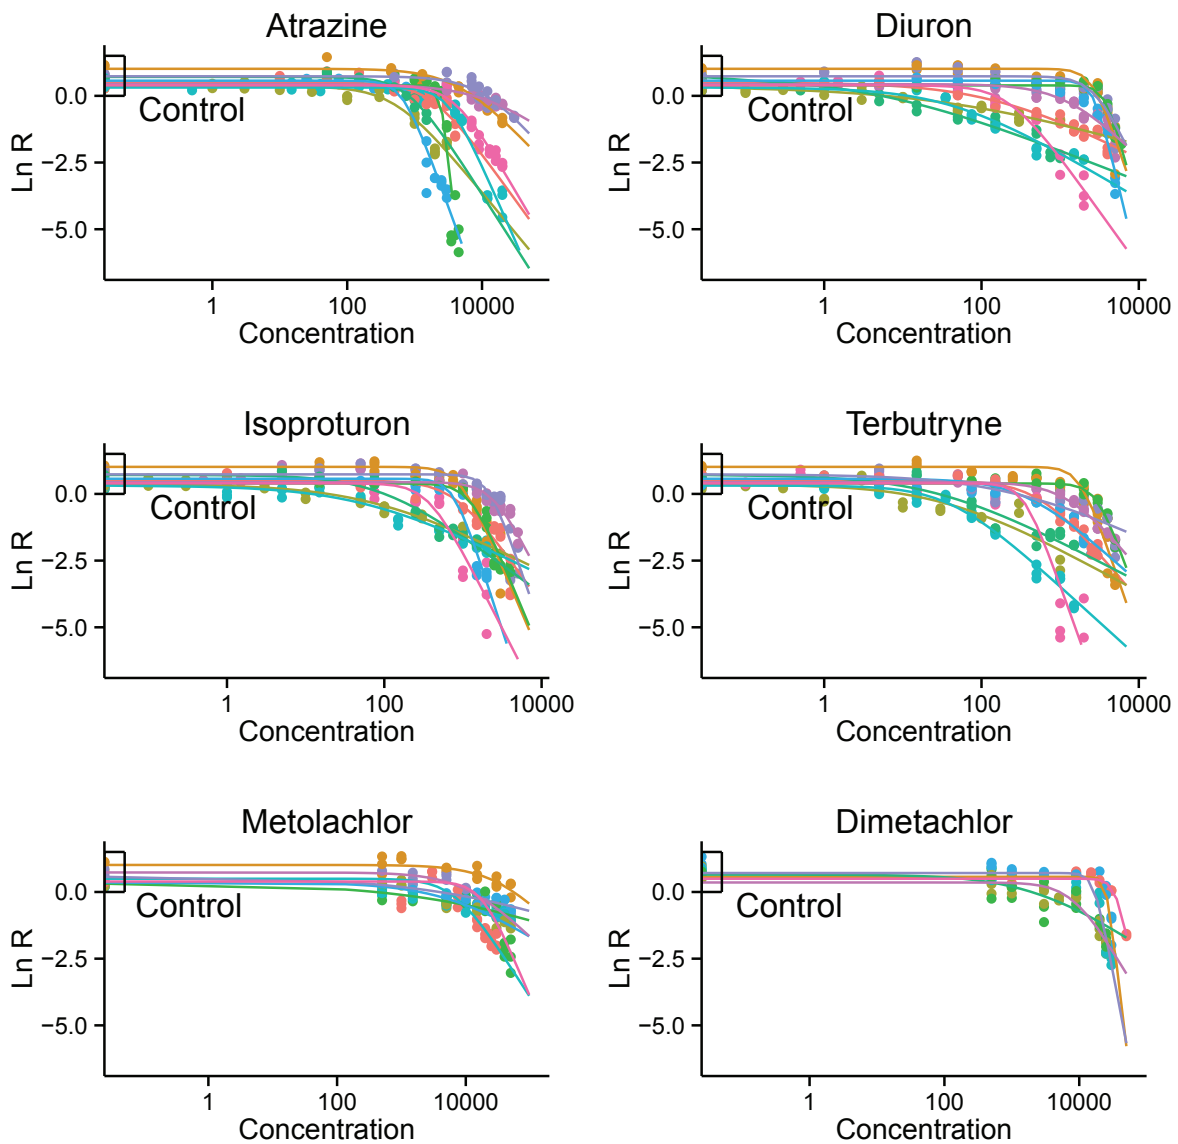 Atrazine
Diuron
0.0
−2.5
−5.0
Ln R
Control
1
100
10000
Concentration
0.0
−2.5
−5.0
Ln R
Control
1
100
10000
Concentration
Isoproturon
Terbutryne
0.0
−2.5
−5.0
Ln R
Control
1
100
10000
Concentration
0.0
−2.5
−5.0
Ln R
Control
1
100
10000
Concentration
Metolachlor
Dimetachlor
0.0
−2.5
−5.0
Ln R
Control
1
100
10000
Concentration
0.0
−2.5
−5.0
Ln R
Control
1
100
10000
Concentration